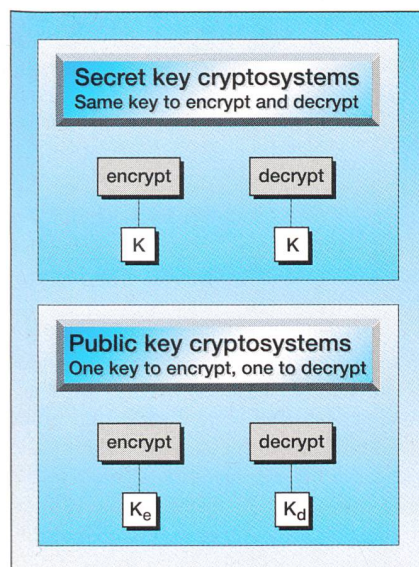 Secret key cryptosystems
Same key to encrypt and decrypt
encrypt decrypt
K K
Public key cryptosystems
One key to encrypt, one to decrypt
encrypt decrypt
Kₑ K_d